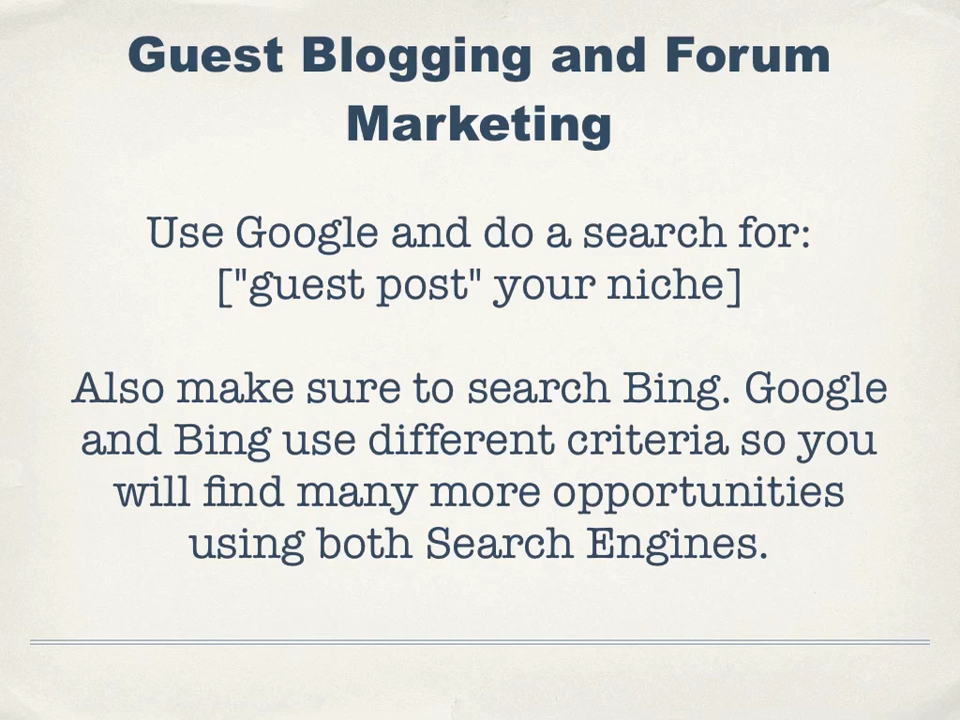 Guest Blogging and Forum
Marketing
Use Google and do a search for:
["guest post" your niche]
Also make sure to search Bing. Google
and Bing use different criteria so you
will find many more opportunities
using both Search Engines.